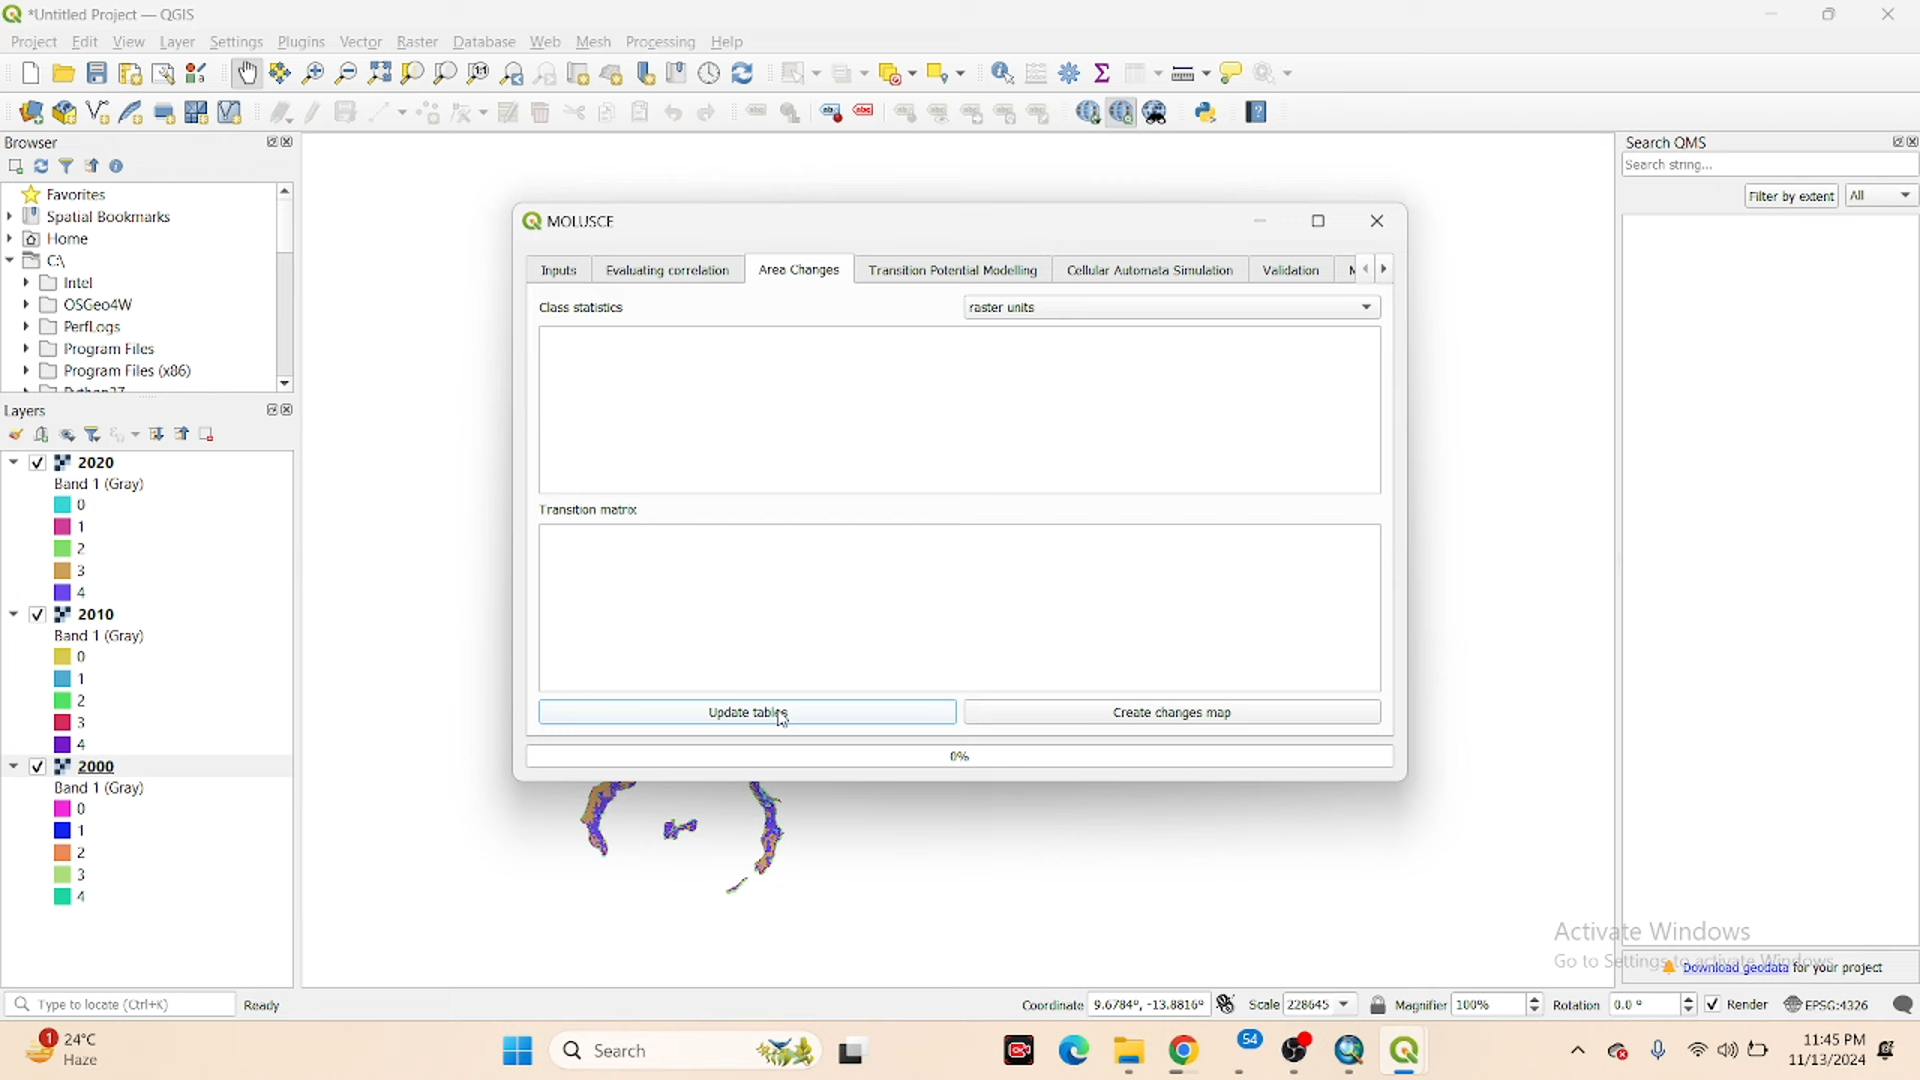 *Untitled Project — QGIS
Project Edit View Layer Settings Plugins Vector Raster Database Web Mesh Processing Help
Browser
Favorites
Spatial Bookmarks
Home
C:\
Intel
OSGeo4W
PerfLogs
Program Files
Program Files (x86)
Python27
Layers
2020
Band 1 (Gray)
0
1
2
3
4
2010
Band 1 (Gray)
0
1
2
3
4
2000
Band 1 (Gray)
0
1
2
3
4
MOLUSCE
Inputs Evaluating correlation Area Changes Transition Potential Modelling Cellular Automata Simulation Validation
Class statistics raster units
Transition matrix
Update tables Create changes map
0%
Search QMS
Search string...
Filter by extent All
Activate Windows
Go to Settings to activate Windows.
Download geodata for your project
Type to locate (Ctrl+K) Ready Coordinate 9.6784°, -13.8816° Scale 228645 Magnifier 100% Rotation 0.0 ° Render EPSG:4326
1 24°C
Haze
Search
54
11:45 PM
11/13/2024